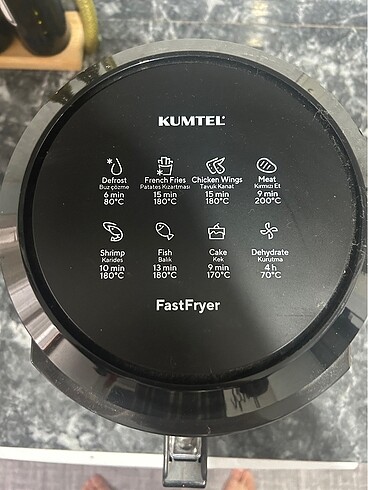 KUMTEL
Defrost French Fries Chicken Wings Meat
Buz çözme Patates Kızartması Tavuk Kanat Kırmızı Et
6 min 15 min 15 min 9 min
80°C 180°C 180°C 200°C
Shrimp Fish Cake Dehydrate
Karides Balık Kek Kurutma
10 min 13 min 9 min 4 h
180°C 180°C 170°C 70°C
FastFryer